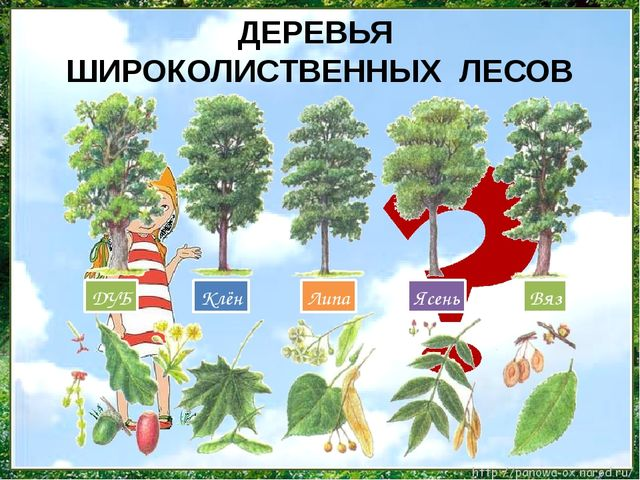 ДЕРЕВЬЯ
ШИРОКОЛИСТВЕННЫХ ЛЕСОВ
ДУБ
Клён
Липа
Ясень
Вяз
http://panowa-ox.narod.ru/